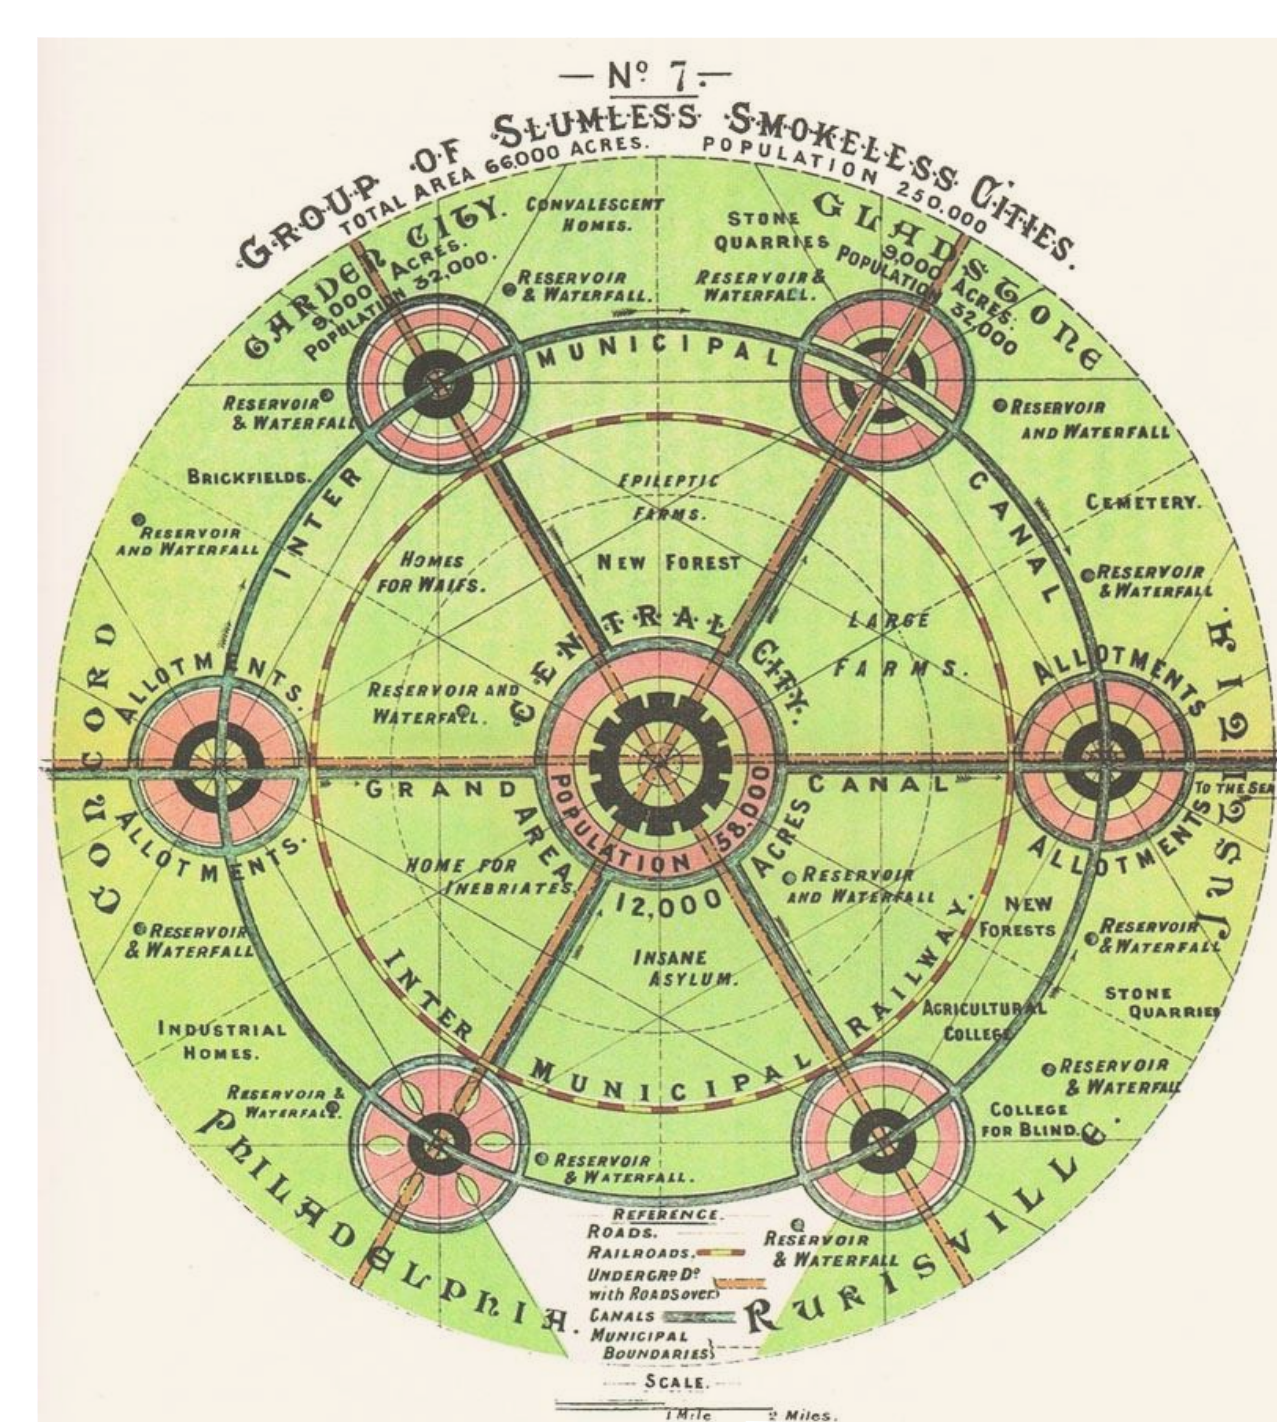 — Nº 7. —
GROUP OF SLUMLESS SMOKELESS CITIES.
TOTAL AREA 66,000 ACRES. POPULATION 250,000
GARDEN CITY.
9,000 ACRES.
POPULATION 32,000.
CONVALESCENT
HOMES.
STONE
QUARRIES
GLADSTONE
9,000 ACRES:
POPULATION 32,000
RESERVOIR
& WATERFALL.
RESERVOIR &
WATERFALL.
MUNICIPAL
RESERVOIR
& WATERFALL
RESERVOIR
AND WATERFALL
BRICKFIELDS.
INTER
EPILEPTIC
FARMS.
CANAL
CEMETERY.
RESERVOIR
AND WATERFALL
HOMES
FOR WAIFS.
NEW FOREST
RESERVOIR
& WATERFALL
CENTRAL CITY.
LARGE
FARMS.
CONCORD
ALLOTMENTS.
RESERVOIR AND
WATERFALL.
ALLOTMENTS
GRAND
CANAL
TO THE SEA
ALLOTMENTS.
AREA
POPULATION 58,000
ACRES
12,000
ALLOTMENTS
HOME FOR
INEBRIATES,
RESERVOIR
AND WATERFALL
NEW
FORESTS
RESERVOIR
& WATERFALL
RESERVOIR
& WATERFALL
INSANE
ASYLUM.
INTER MUNICIPAL RAILWAY.
AGRICULTURAL
COLLEGE
STONE
QUARRIES
INDUSTRIAL
HOMES.
RESERVOIR
& WATERFALL
RESERVOIR &
WATERFALL.
COLLEGE
FOR BLIND.
PHILADELPHIA.
RESERVOIR
& WATERFALL.
RURISVILLE.
RESERVOIR
& WATERFALL
REFERENCE.
ROADS.
RAILROADS.
UNDERGRD Dº
with ROADS over
CANALS
MUNICIPAL
BOUNDARIES
SCALE.
1 Mile 2 Miles.